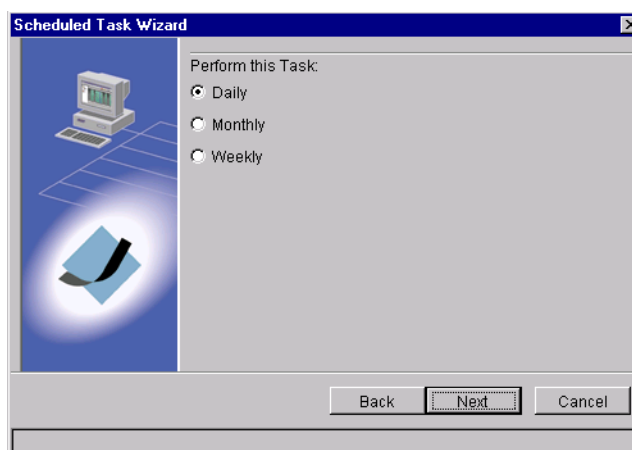 Scheduled Task Wizard
Perform this Task:
Daily
Monthly
Weekly
Back Next Cancel